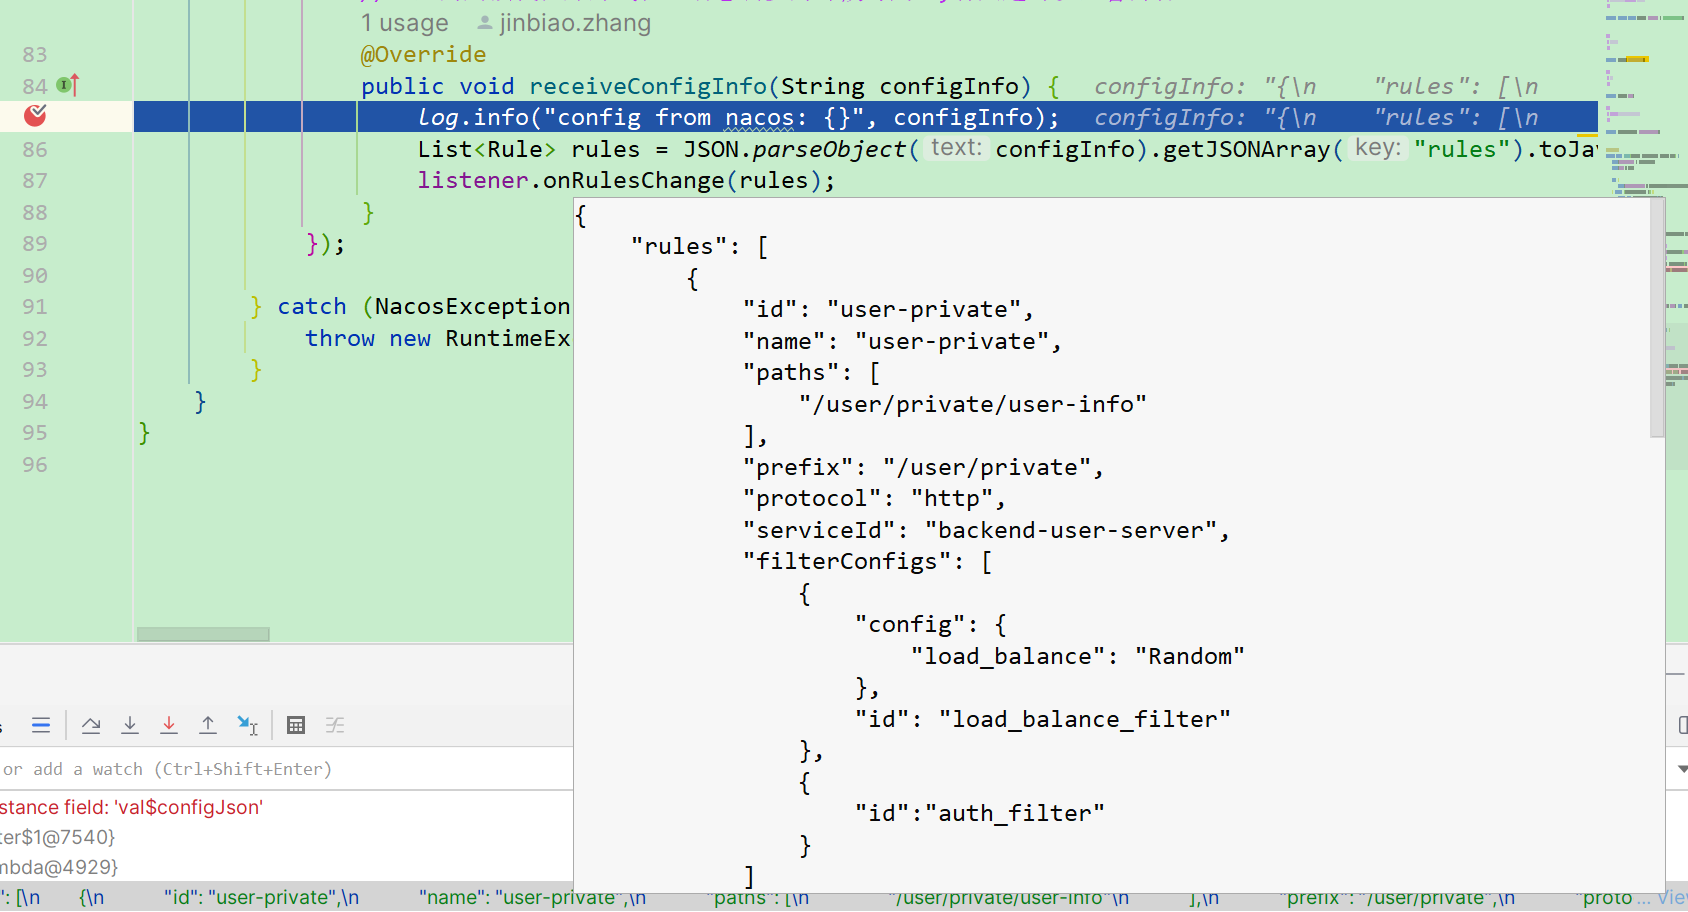 1 usage jinbiao.zhang
83 @Override
84 public void receiveConfigInfo(String configInfo) { configInfo: "{\n "rules": [\n
log.info("config from nacos: {}", configInfo); configInfo: "{\n "rules": [\n
86 List<Rule> rules = JSON.parseObject( text: configInfo).getJSONArray( key: "rules").toJav
87 listener.onRulesChange(rules);
88 }
89 });
90
91 } catch (NacosException
92 throw new RuntimeEx
93 }
94 }
95 }
96
{
"rules": [
{
"id": "user-private",
"name": "user-private",
"paths": [
"/user/private/user-info"
],
"prefix": "/user/private",
"protocol": "http",
"serviceId": "backend-user-server",
"filterConfigs": [
{
"config": {
"load_balance": "Random"
},
"id": "load_balance_filter"
},
{
"id":"auth_filter"
}
]
or add a watch (Ctrl+Shift+Enter)
stance field: 'val$configJson'
ter$1@7540}
mbda@4929}
": [\n {\n "id": "user-private",\n "name": "user-private",\n "paths": [\n "/user/private/user-info"\n ],\n "prefix": "/user/private",\n "proto ... View